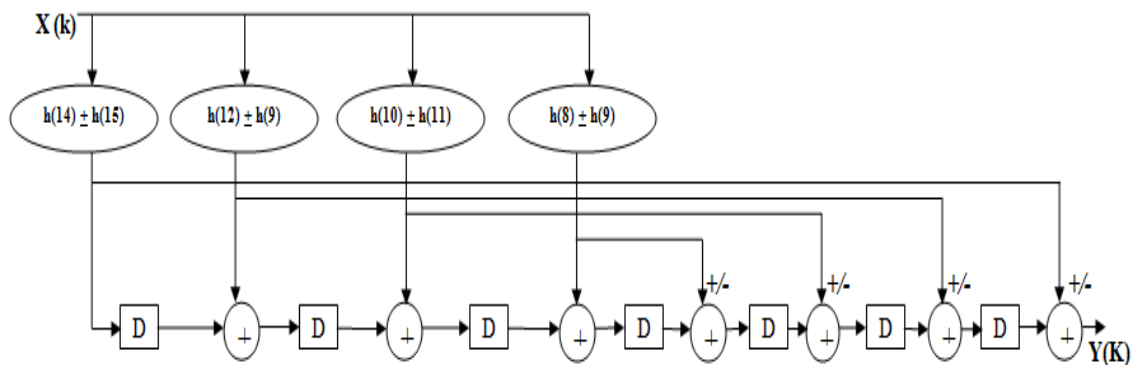 X (k)
h(14) ± h(15) h(12) ± h(9) h(10) ± h(11) h(8) ± h(9)
+/- +/- +/- +/-
D + D + D + D + D + D + D +
Y(K)